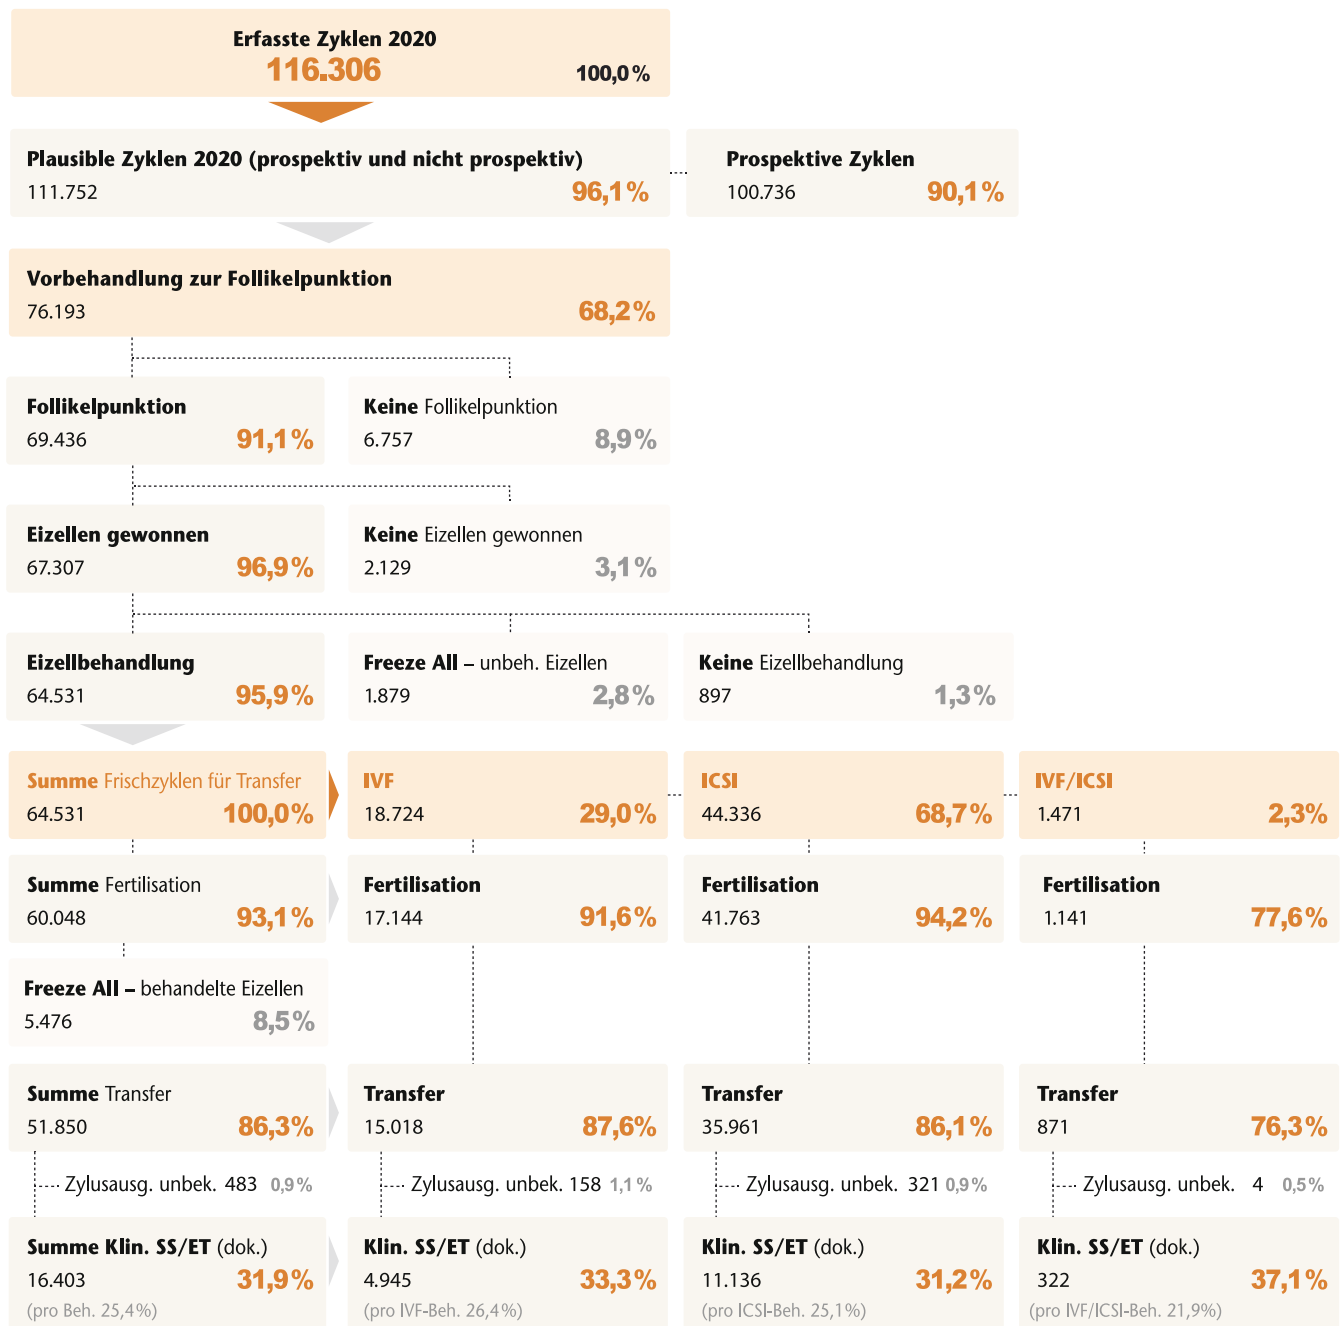 Erfasste Zyklen 2020
116.306 100,0 %
Plausible Zyklen 2020 (prospektiv und nicht prospektiv)
111.752 96,1 %
Prospektive Zyklen
100.736 90,1 %
Vorbehandlung zur Follikelpunktion
76.193 68,2 %
Follikelpunktion
69.436 91,1 %
Keine Follikelpunktion
6.757 8,9 %
Eizellen gewonnen
67.307 96,9 %
Keine Eizellen gewonnen
2.129 3,1 %
Eizellbehandlung
64.531 95,9 %
Freeze All – unbeh. Eizellen
1.879 2,8 %
Keine Eizellbehandlung
897 1,3 %
Summe Frischzyklen für Transfer
64.531 100,0 %
IVF
18.724 29,0 %
ICSI
44.336 68,7 %
IVF/ICSI
1.471 2,3 %
Summe Fertilisation
60.048 93,1 %
Fertilisation
17.144 91,6 %
Fertilisation
41.763 94,2 %
Fertilisation
1.141 77,6 %
Freeze All – behandelte Eizellen
5.476 8,5 %
Summe Transfer
51.850 86,3 %
Transfer
15.018 87,6 %
Transfer
35.961 86,1 %
Transfer
871 76,3 %
Zylusausg. unbek. 483 0,9 %
Zylusausg. unbek. 158 1,1 %
Zylusausg. unbek. 321 0,9 %
Zylusausg. unbek. 4 0,5 %
Summe Klin. SS/ET (dok.)
16.403 31,9 %
(pro Beh. 25,4 %)
Klin. SS/ET (dok.)
4.945 33,3 %
(pro IVF-Beh. 26,4 %)
Klin. SS/ET (dok.)
11.136 31,2 %
(pro ICSI-Beh. 25,1 %)
Klin. SS/ET (dok.)
322 37,1 %
(pro IVF/ICSI-Beh. 21,9 %)